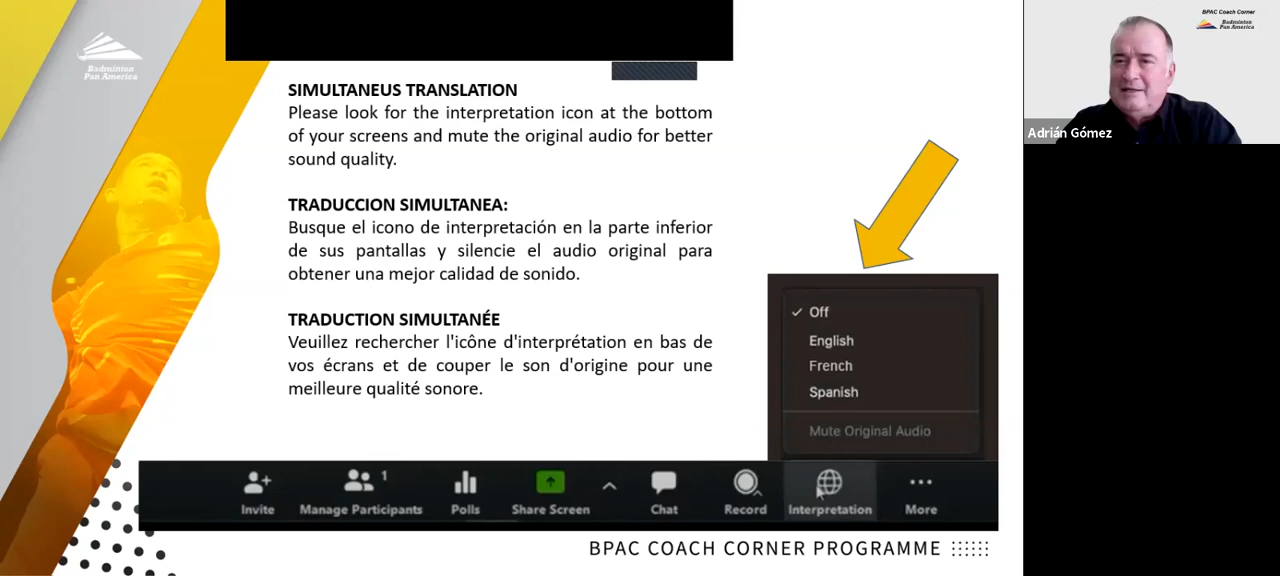 Badminton
Pan America
SIMULTANEUS TRANSLATION
Please look for the interpretation icon at the bottom
of your screens and mute the original audio for better
sound quality.
TRADUCCION SIMULTANEA:
Busque el icono de interpretación en la parte inferior
de sus pantallas y silencie el audio original para
obtener una mejor calidad de sonido.
TRADUCTION SIMULTANÉE
Veuillez rechercher l'icône d'interprétation en bas de
vos écrans et de couper le son d'origine pour une
meilleure qualité sonore.
Off
English
French
Spanish
Mute Original Audio
1
Invite
Manage Participants
Polls
Share Screen
Chat
Record
Interpretation
More
BPAC COACH CORNER PROGRAMME
BPAC Coach Corner
Badminton
Pan America
Adrián Gómez